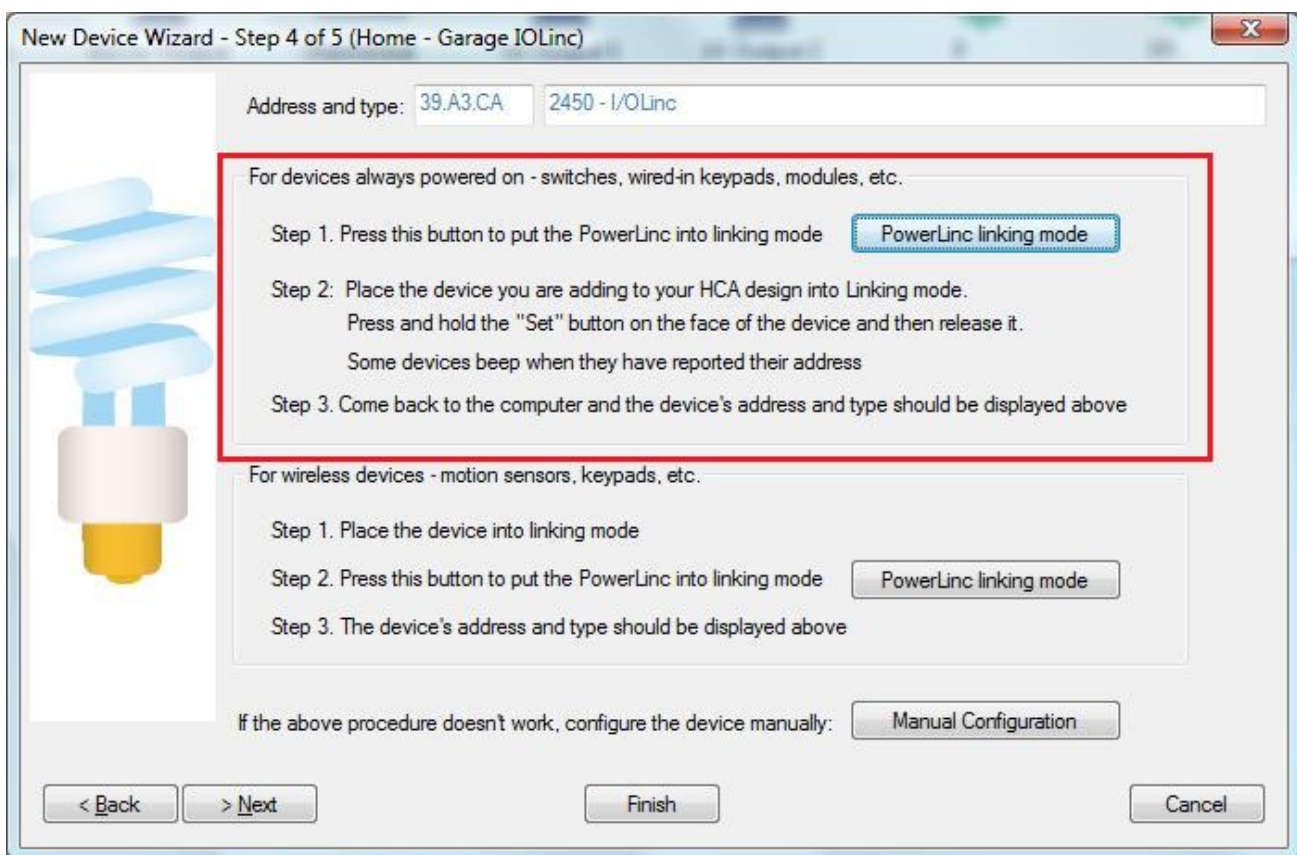 New Device Wizard - Step 4 of 5 (Home - Garage IOLinc)
Address and type: 39.A3.CA 2450 - I/OLinc
For devices always powered on - switches, wired-in keypads, modules, etc.
Step 1. Press this button to put the PowerLinc into linking mode PowerLinc linking mode
Step 2: Place the device you are adding to your HCA design into Linking mode.
Press and hold the "Set" button on the face of the device and then release it.
Some devices beep when they have reported their address
Step 3. Come back to the computer and the device's address and type should be displayed above
For wireless devices - motion sensors, keypads, etc.
Step 1. Place the device into linking mode
Step 2. Press this button to put the PowerLinc into linking mode PowerLinc linking mode
Step 3. The device's address and type should be displayed above
If the above procedure doesn't work, configure the device manually: Manual Configuration
< Back > Next Finish Cancel